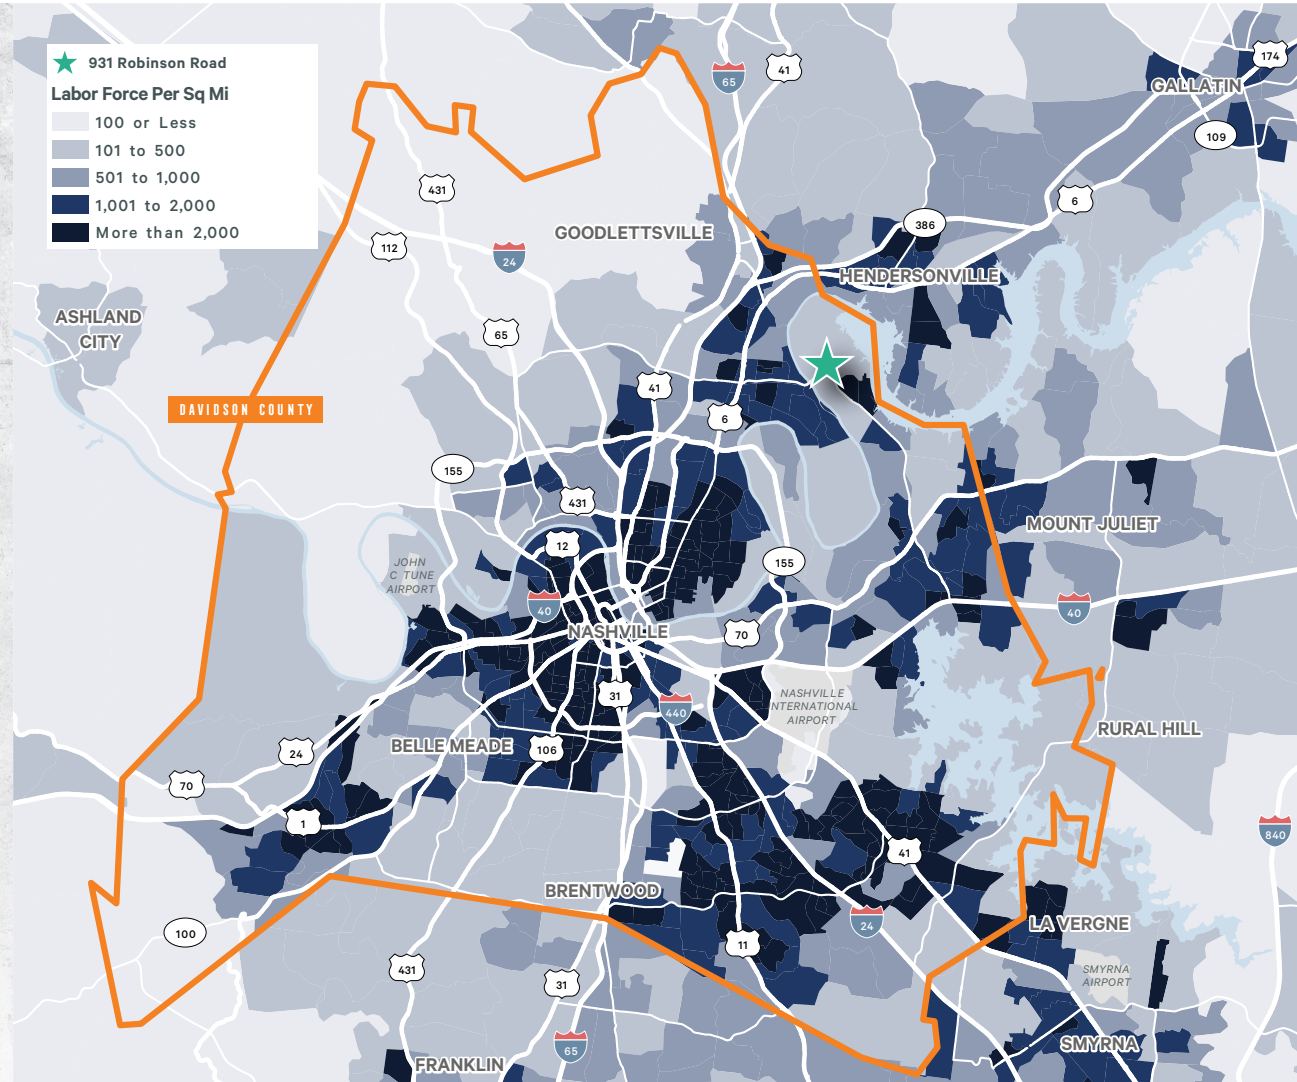 931 Robinson Road
Labor Force Per Sq Mi
100 or Less
101 to 500
501 to 1,000
1,001 to 2,000
More than 2,000
65
41
174
GALLATIN
109
431
6
386
112
24
GOODLETTSVILLE
HENDERSONVILLE
ASHLAND
CITY
65
41
DAVIDSON COUNTY
6
155
431
MOUNT JULIET
12
155
JOHN
C TUNE
AIRPORT
40
40
NASHVILLE
70
31
440
NASHVILLE
INTERNATIONAL
AIRPORT
RURAL HILL
24
BELLE MEADE
106
70
1
840
41
BRENTWOOD
24
LA VERGNE
100
11
431
31
SMYRNA
AIRPORT
65
SMYRNA
FRANKLIN